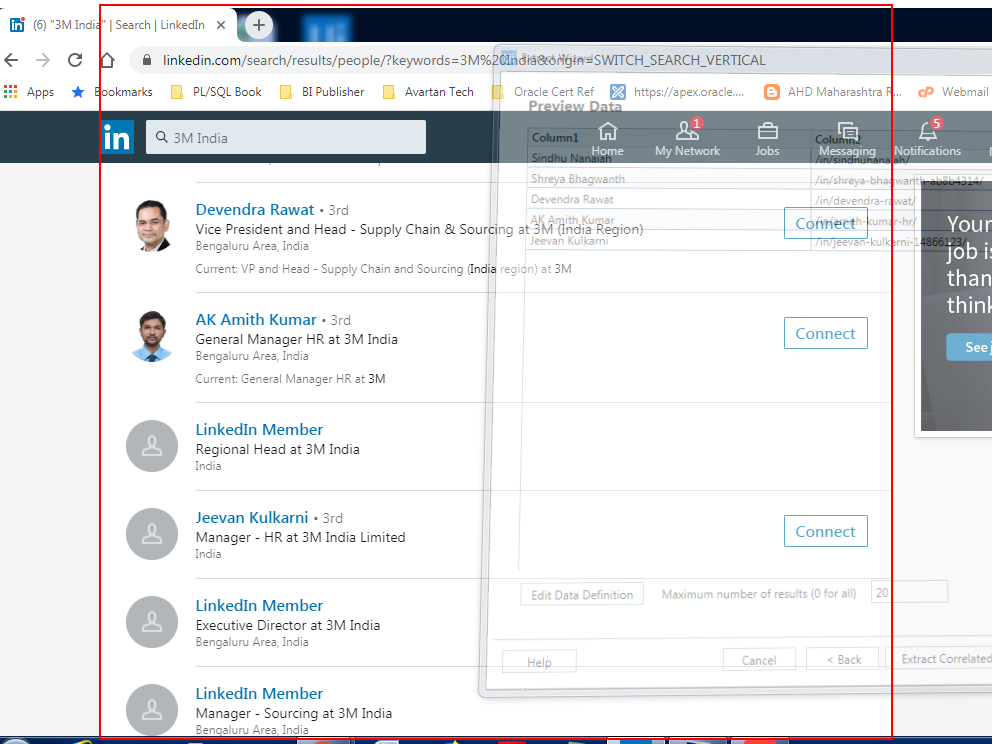 (6) "3M India" | Search | LinkedIn
linkedin.com/search/results/people/?keywords=3M%20India&origin=SWITCH_SEARCH_VERTICAL
Apps
Bookmarks
PL/SQL Book
BI Publisher
Avartan Tech
Oracle Cert Ref
https://apex.oracle....
AHD Maharashtra R...
Webmail
Preview Data
in
3M India
Home
1
My Network
Jobs
Messaging
5
Notifications
Column1
Column2
Sindhu Nanaiah
/in/sindhunanaiah/
Shreya Bhagwanth
/in/shreya-bhagwanth-ab8b4314/
Devendra Rawat
/in/devendra-rawat/
AK Amith Kumar
/in/amith-kumar-hr/
Jeevan Kulkarni
/in/jeevan-kulkarni-14866123/
Devendra Rawat • 3rd
Vice President and Head - Supply Chain & Sourcing at 3M (India Region)
Bengaluru Area, India
Current: VP and Head - Supply Chain and Sourcing (India region) at 3M
Connect
Your
job is
than
think
See j
AK Amith Kumar • 3rd
General Manager HR at 3M India
Bengaluru Area, India
Current: General Manager HR at 3M
Connect
LinkedIn Member
Regional Head at 3M India
India
Jeevan Kulkarni • 3rd
Manager - HR at 3M India Limited
India
Connect
LinkedIn Member
Executive Director at 3M India
Bengaluru Area, India
Edit Data Definition
Maximum number of results (0 for all)
20
Help
Cancel
< Back
Extract Correlated
LinkedIn Member
Manager - Sourcing at 3M India
Bengaluru Area, India